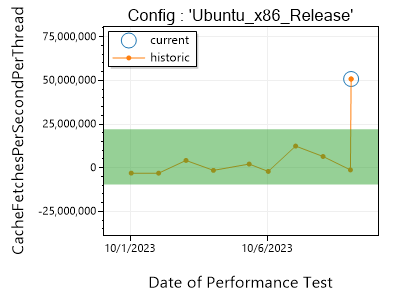 Config : 'Ubuntu_x86_Release'
current
historic
CacheFetchesPerSecondPerThread
75,000,000
50,000,000
25,000,000
0
-25,000,000
10/1/2023
10/6/2023
Date of Performance Test